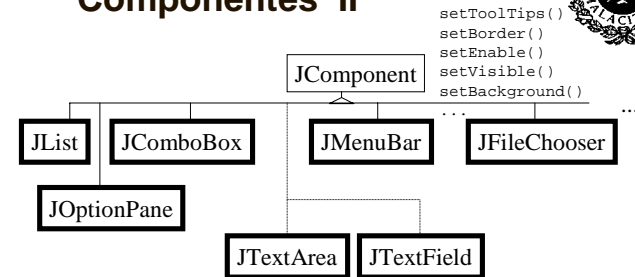 Componentes II
setToolTips()
setBorder()
setEnable()
setVisible()
setBackground()
...
JComponent
...
JList
JComboBox
JMenuBar
JFileChooser
JOptionPane
JTextArea
JTextField